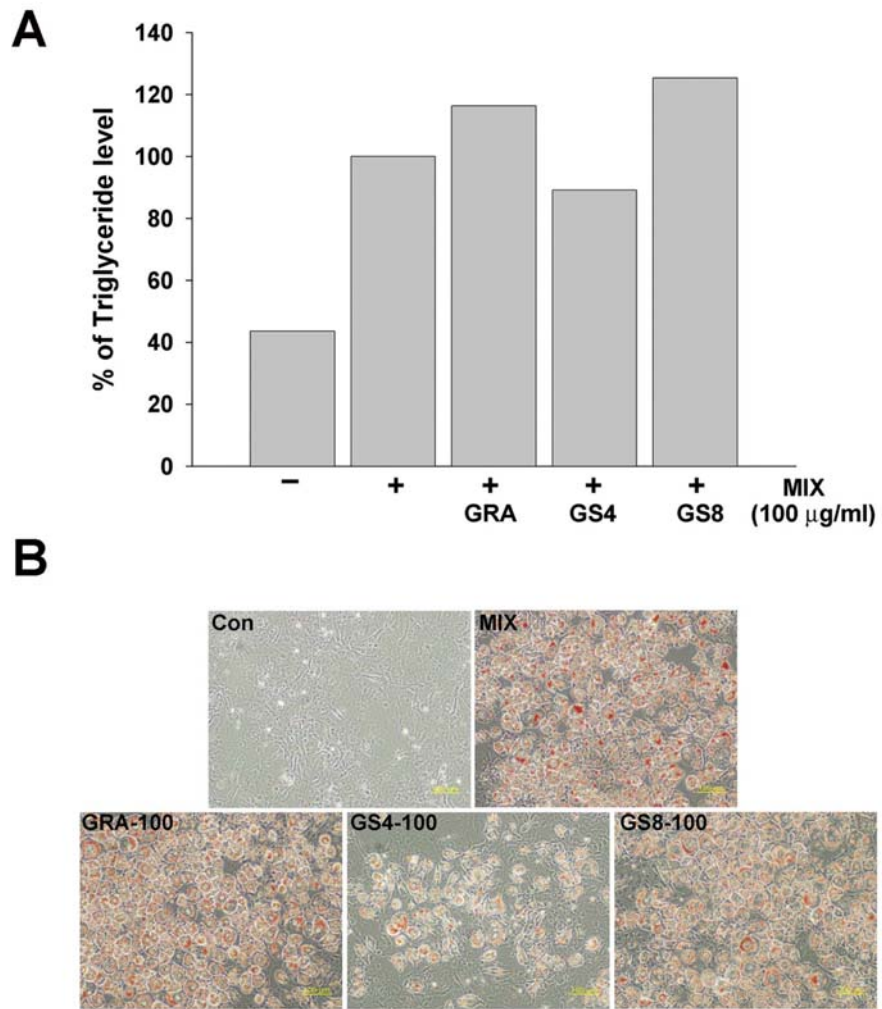 A
% of Triglyceride level
140
120
100
80
60
40
20
0
− + + + + MIX
GRA GS4 GS8 (100 μg/ml)
B
Con MIX
GRA-100 GS4-100 GS8-100